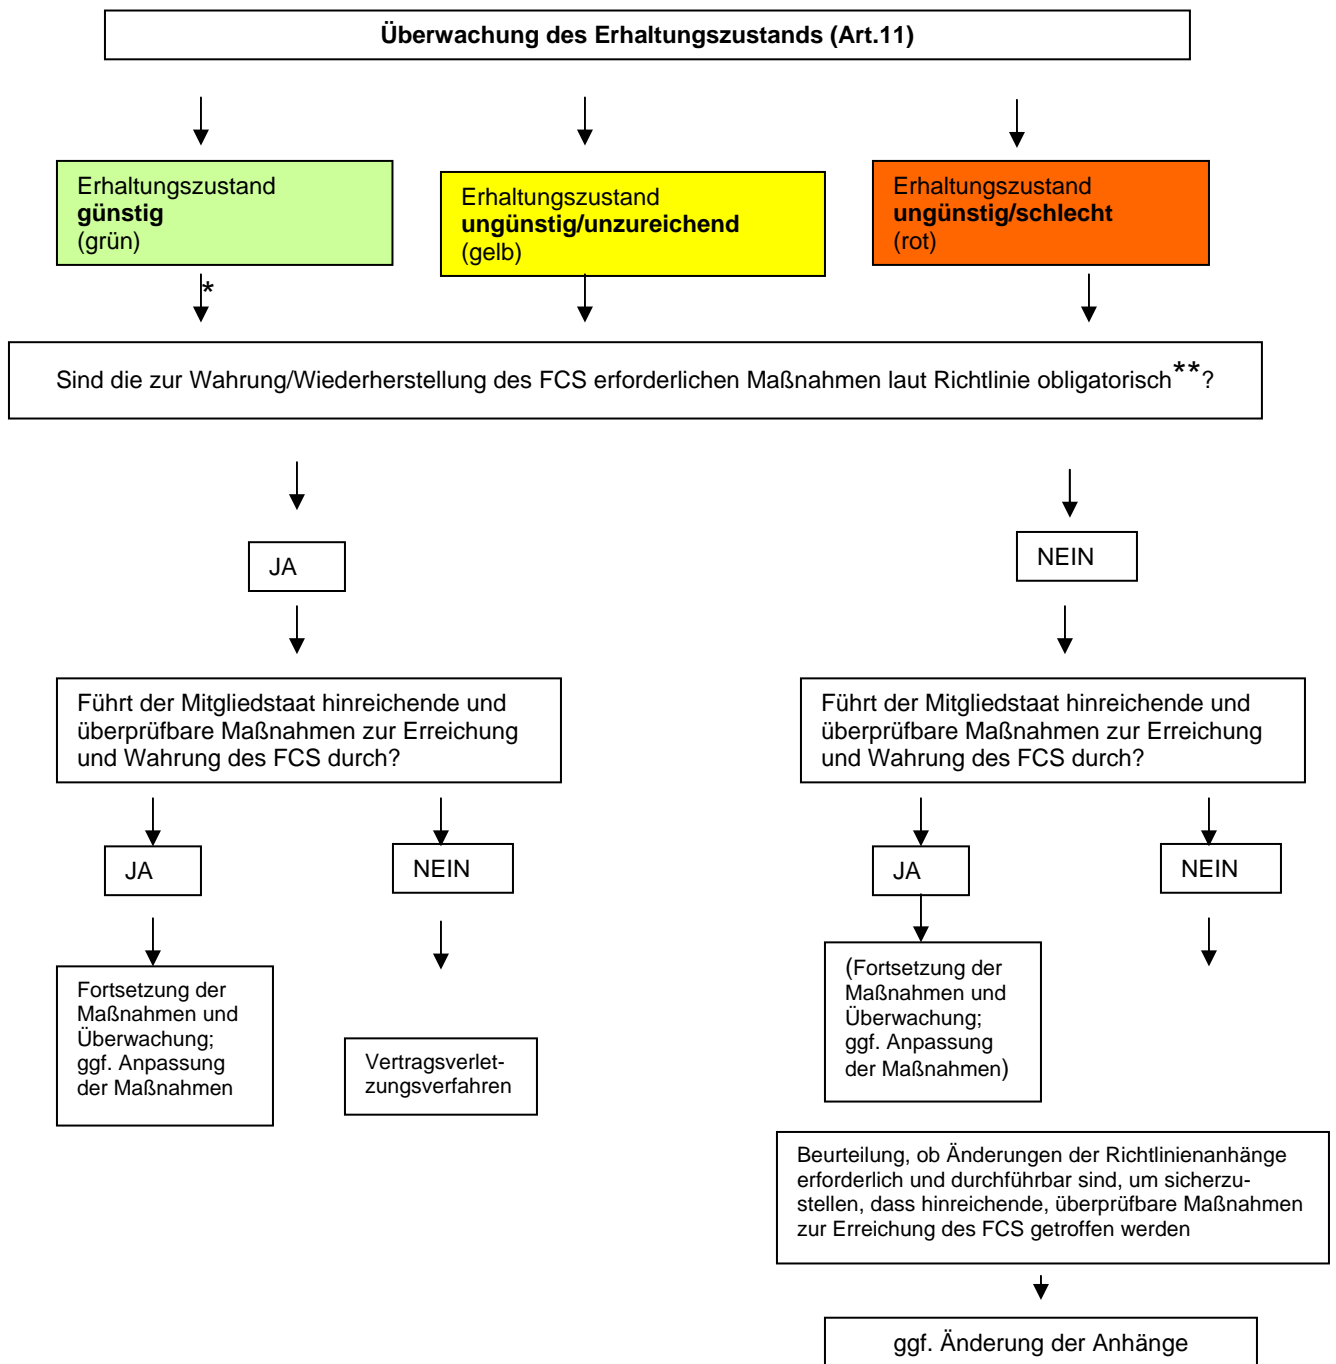 Überwachung des Erhaltungszustands (Art.11)
Erhaltungszustand
günstig
(grün)
Erhaltungszustand
ungünstig/unzureichend
(gelb)
Erhaltungszustand
ungünstig/schlecht
(rot)
*
Sind die zur Wahrung/Wiederherstellung des FCS erforderlichen Maßnahmen laut Richtlinie obligatorisch**?
JA
NEIN
Führt der Mitgliedstaat hinreichende und
überprüfbare Maßnahmen zur Erreichung
und Wahrung des FCS durch?
Führt der Mitgliedstaat hinreichende und
überprüfbare Maßnahmen zur Erreichung
und Wahrung des FCS durch?
JA
NEIN
JA
NEIN
Fortsetzung der
Maßnahmen und
Überwachung;
ggf. Anpassung
der Maßnahmen
Vertragsverlet-
zungsverfahren
(Fortsetzung der
Maßnahmen und
Überwachung;
ggf. Anpassung
der Maßnahmen)
Beurteilung, ob Änderungen der Richtlinienanhänge
erforderlich und durchführbar sind, um sicherzu-
stellen, dass hinreichende, überprüfbare Maßnahmen
zur Erreichung des FCS getroffen werden
ggf. Änderung der Anhänge